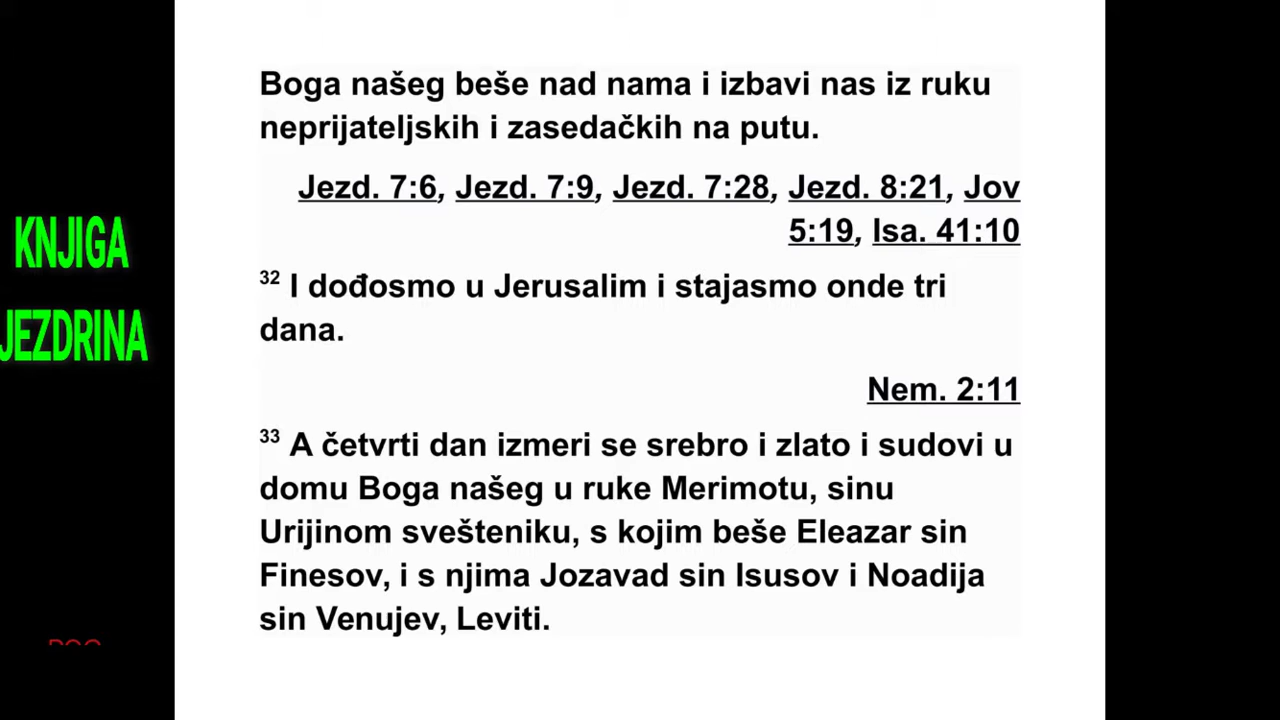 Boga našeg beše nad nama i izbavi nas iz ruku
neprijateljskih i zasedačkih na putu.
Jezd. 7:6, Jezd. 7:9, Jezd. 7:28, Jezd. 8:21, Jov
5:19, Isa. 41:10
32 I dođosmo u Jerusalim i stajasmo onde tri
dana.
Nem. 2:11
33 A četvrti dan izmeri se srebro i zlato i sudovi u
domu Boga našeg u ruke Merimotu, sinu
Urijinom svešteniku, s kojim beše Eleazar sin
Finesov, i s njima Jozavad sin Isusov i Noadija
sin Venujev, Leviti.
KNJIGA
JEZDRINA